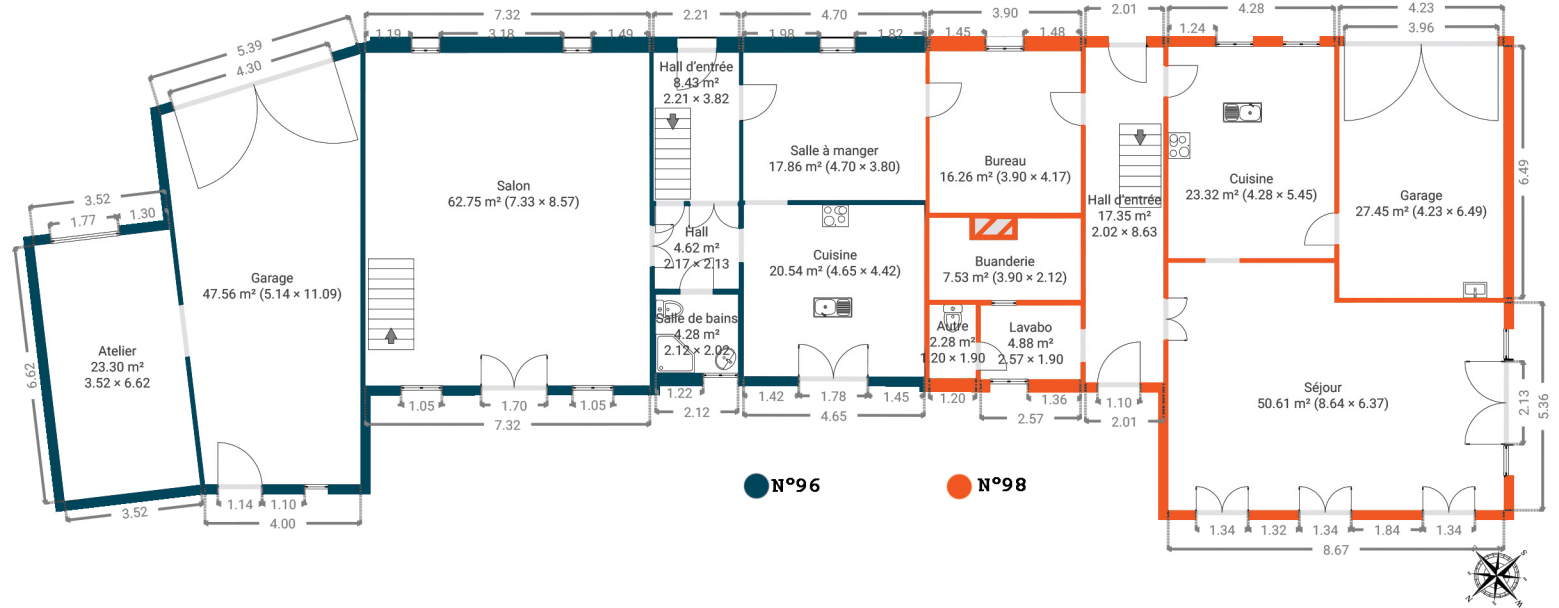 7.32
2.21
4.70
3.90
2.01
4.28
4.23
1.19
3.18
1.49
1.98
1.82
1.45
1.48
1.24
3.96
5.39
4.30
Hall d'entrée
8.43 m²
2.21 × 3.82
Salle à manger
17.86 m² (4.70 × 3.80)
Bureau
16.26 m² (3.90 × 4.17)
Salon
62.75 m² (7.33 × 8.57)
Cuisine
23.32 m² (4.28 × 5.45)
Garage
27.45 m² (4.23 × 6.49)
6.49
Hall d'entrée
17.35 m²
2.02 × 8.63
3.52
1.77
1.30
Hall
4.62 m²
2.17 × 2.13
Cuisine
20.54 m² (4.65 × 4.42)
Buanderie
7.53 m² (3.90 × 2.12)
Garage
47.56 m² (5.14 × 11.09)
Salle de bains
4.28 m²
2.12 × 2.02
Autre
2.28 m²
1.20 × 1.90
Lavabo
4.88 m²
2.57 × 1.90
Atelier
23.30 m²
3.52 × 6.62
6.62
Séjour
50.61 m² (8.64 × 6.37)
2.13
5.36
1.05
1.70
1.05
7.32
1.22
2.12
1.42
1.78
1.45
4.65
1.20
1.36
2.57
1.10
2.01
N°96
N°98
1.14
1.10
4.00
3.52
1.34
1.32
1.34
1.84
1.34
8.67
S
N
W